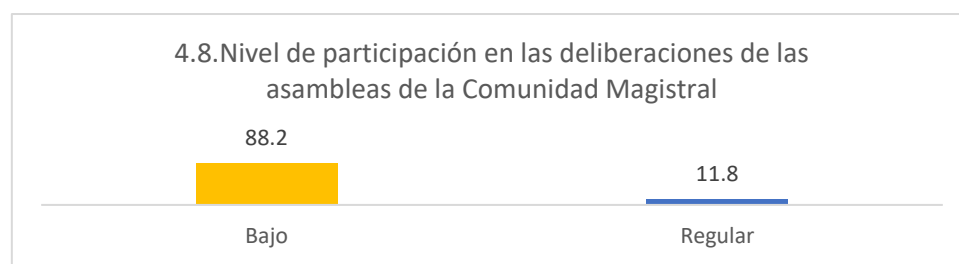 4.8.Nivel de participación en las deliberaciones de las
asambleas de la Comunidad Magistral
88.2
11.8
Bajo
Regular